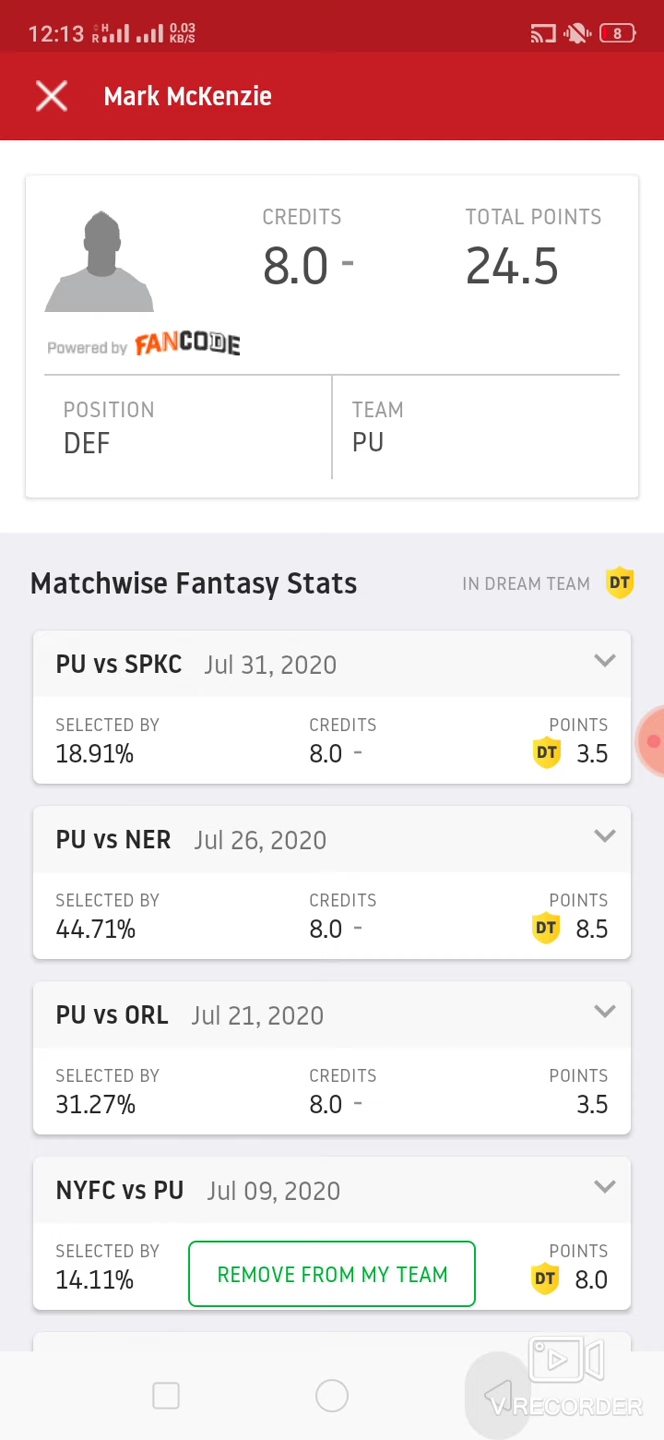 12:13 R H 0.03 KB/S 8
Mark McKenzie
CREDITS TOTAL POINTS
8.0 - 24.5
Powered by FANCODE
POSITION TEAM
DEF PU
Matchwise Fantasy Stats IN DREAM TEAM DT
PU vs SPKC Jul 31, 2020
SELECTED BY CREDITS POINTS
18.91% 8.0 - DT 3.5
PU vs NER Jul 26, 2020
SELECTED BY CREDITS POINTS
44.71% 8.0 - DT 8.5
PU vs ORL Jul 21, 2020
SELECTED BY CREDITS POINTS
31.27% 8.0 - 3.5
NYFC vs PU Jul 09, 2020
SELECTED BY POINTS
14.11% REMOVE FROM MY TEAM DT 8.0
V RECORDER